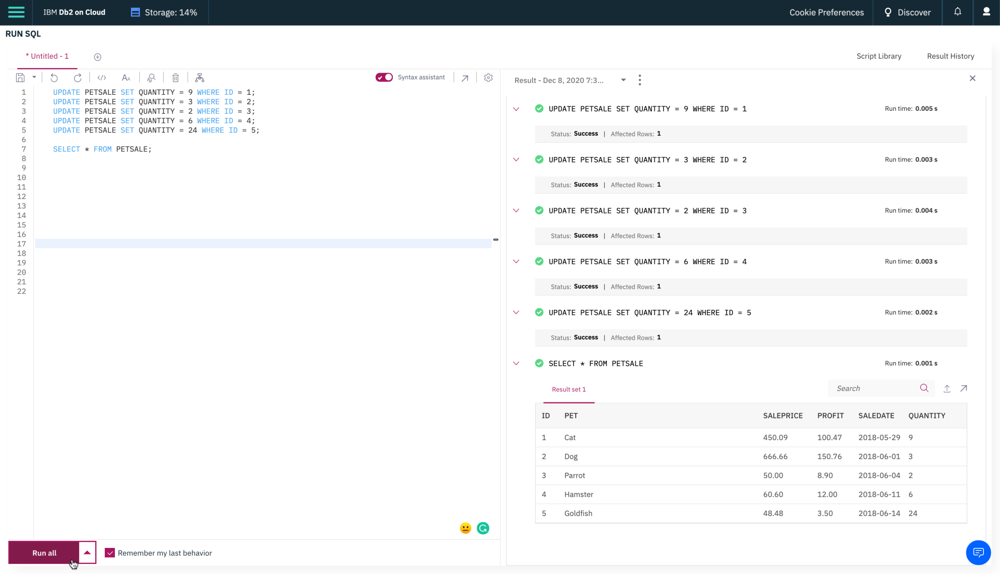 IBM Db2 on Cloud
Storage: 14%
Cookie Preferences
Discover
RUN SQL
* Untitled - 1
Script Library
Result History
Syntax assistant
Result - Dec 8, 2020 7:3...
1 UPDATE PETSALE SET QUANTITY = 9 WHERE ID = 1;
2 UPDATE PETSALE SET QUANTITY = 3 WHERE ID = 2;
3 UPDATE PETSALE SET QUANTITY = 2 WHERE ID = 3;
4 UPDATE PETSALE SET QUANTITY = 6 WHERE ID = 4;
5 UPDATE PETSALE SET QUANTITY = 24 WHERE ID = 5;
6
7 SELECT * FROM PETSALE;
8
9
10
11
12
13
14
15
16
17
18
19
20
21
22
Run all
Remember my last behavior
UPDATE PETSALE SET QUANTITY = 9 WHERE ID = 1 Run time: 0.005 s
Status: Success | Affected Rows: 1
UPDATE PETSALE SET QUANTITY = 3 WHERE ID = 2 Run time: 0.003 s
Status: Success | Affected Rows: 1
UPDATE PETSALE SET QUANTITY = 2 WHERE ID = 3 Run time: 0.004 s
Status: Success | Affected Rows: 1
UPDATE PETSALE SET QUANTITY = 6 WHERE ID = 4 Run time: 0.003 s
Status: Success | Affected Rows: 1
UPDATE PETSALE SET QUANTITY = 24 WHERE ID = 5 Run time: 0.002 s
Status: Success | Affected Rows: 1
SELECT * FROM PETSALE Run time: 0.001 s
Result set 1
Search
ID PET SALEPRICE PROFIT SALEDATE QUANTITY
1 Cat 450.09 100.47 2018-05-29 9
2 Dog 666.66 150.76 2018-06-01 3
3 Parrot 50.00 8.90 2018-06-04 2
4 Hamster 60.60 12.00 2018-06-11 6
5 Goldfish 48.48 3.50 2018-06-14 24